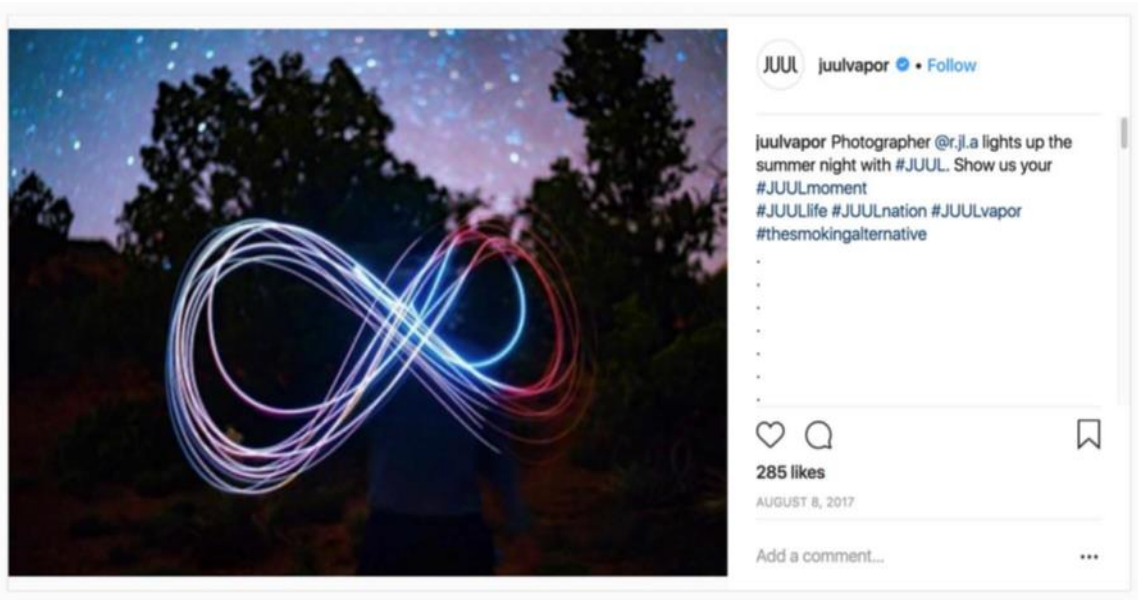 JUUL
juulvapor • Follow
juulvapor Photographer @r.jl.a lights up the
summer night with #JUUL. Show us your
#JUULmoment
#JUULlife #JUULnation #JUULvapor
#thesmokingalternative
.
.
.
.
.
.
.
285 likes
AUGUST 8, 2017
Add a comment...